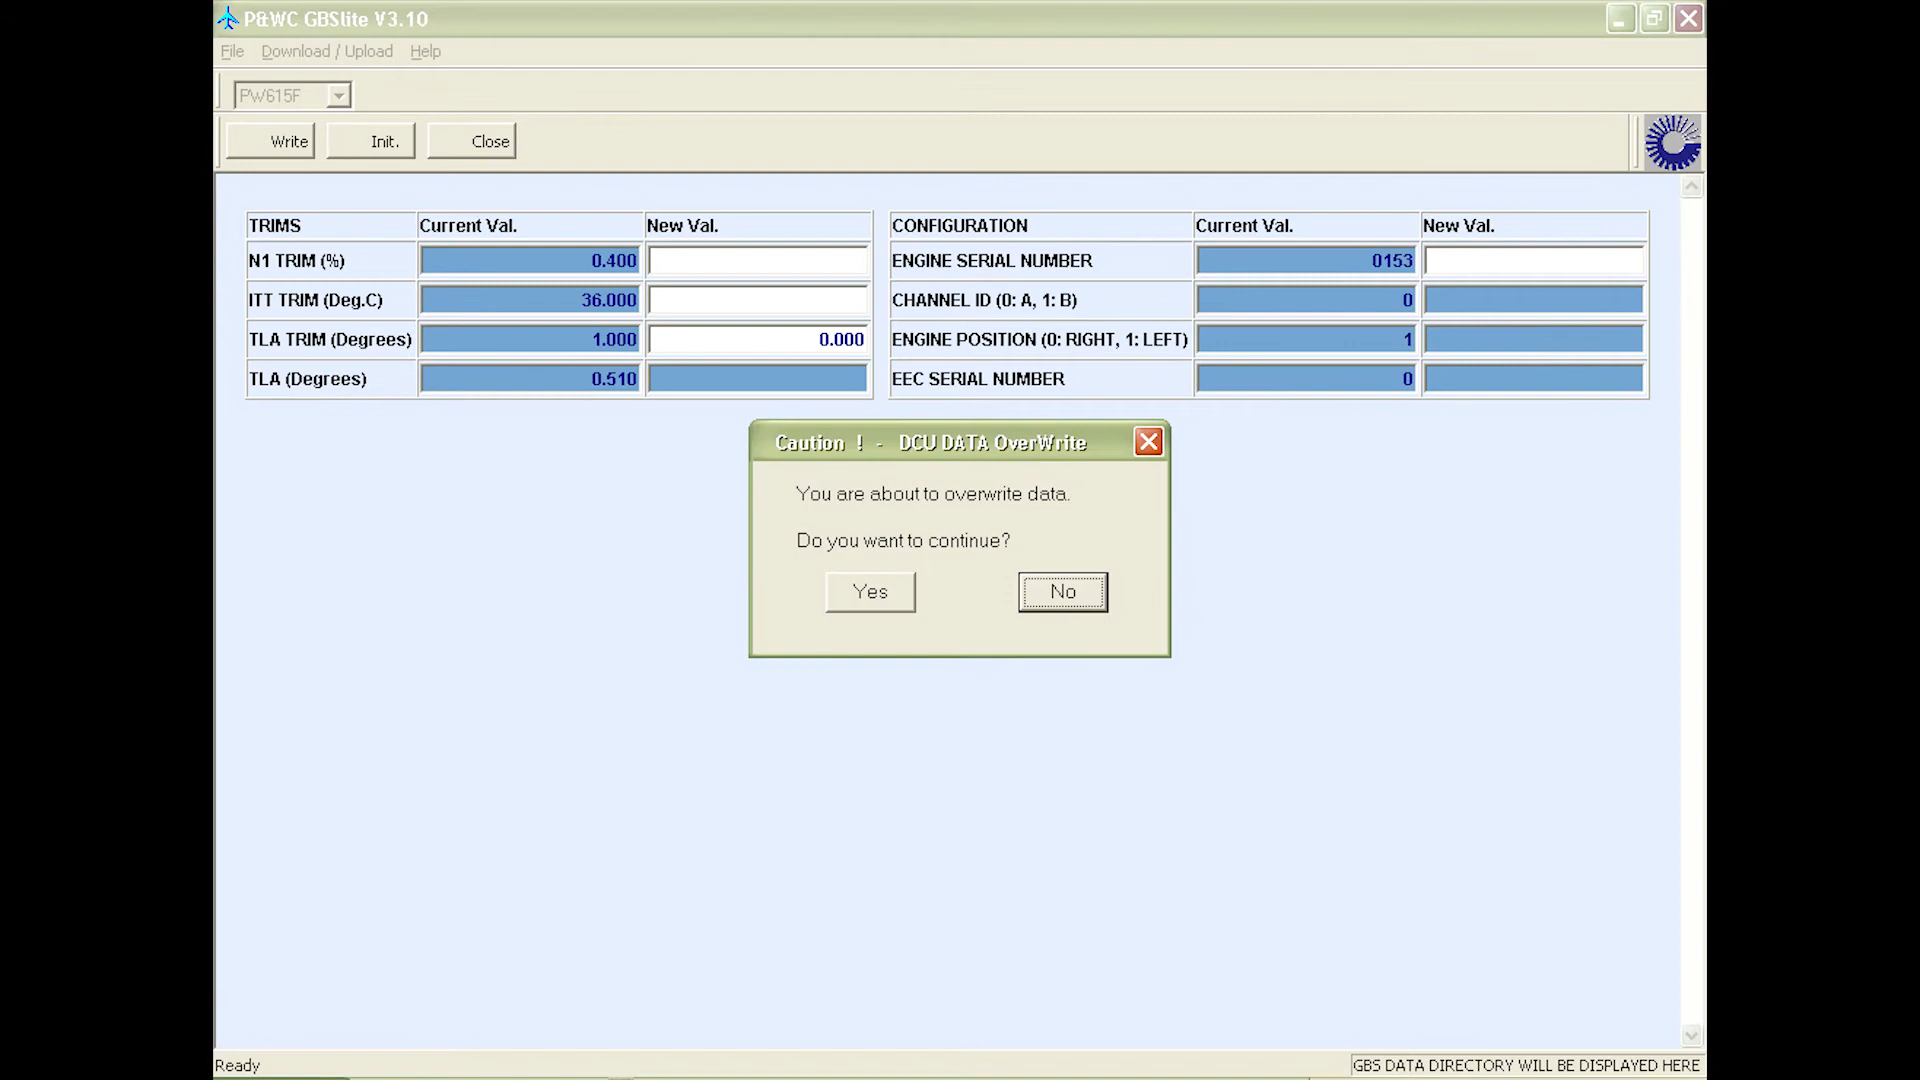 P&WC GBSlite V3.10
File Download / Upload Help
PW615F
Write Init. Close
TRIMS Current Val. New Val. CONFIGURATION Current Val. New Val.
N1 TRIM (%) 0.400 ENGINE SERIAL NUMBER 0153
ITT TRIM (Deg.C) 36.000 CHANNEL ID (0: A, 1: B) 0
TLA TRIM (Degrees) 1.000 0.000 ENGINE POSITION (0: RIGHT, 1: LEFT) 1
TLA (Degrees) 0.510 EEC SERIAL NUMBER 0
Caution ! - DCU DATA OverWrite
You are about to overwrite data.
Do you want to continue?
Yes No
Ready GBS DATA DIRECTORY WILL BE DISPLAYED HERE